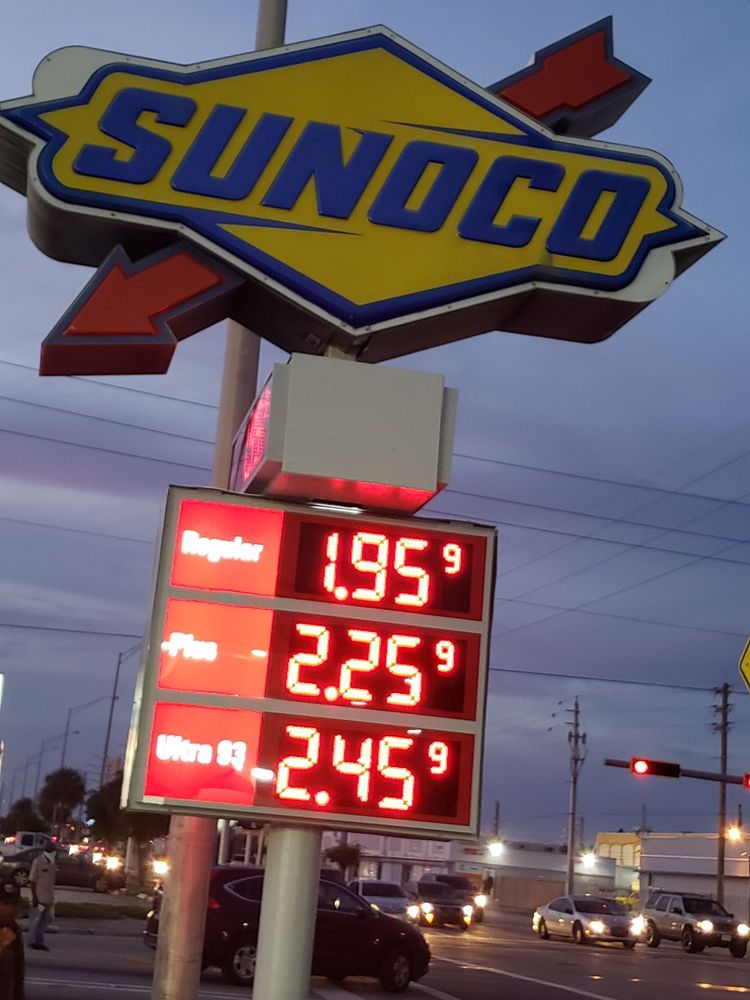 SUNOCO
Regular 1.95 9
Plus 2.25 9
Ultra 93 2.45 9